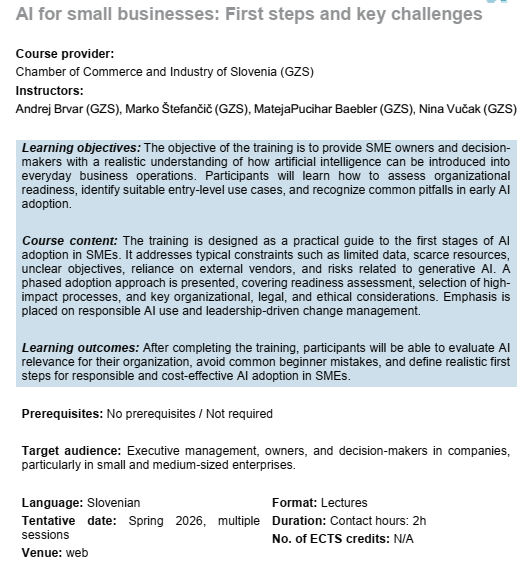 AI for small businesses: First steps and key challenges
Course provider:
Chamber of Commerce and Industry of Slovenia (GZS)
Instructors:
Andrej Brvar (GZS), Marko Štefančič (GZS), MatejaPucihar Baebler (GZS), Nina Vučak (GZS)
Learning objectives: The objective of the training is to provide SME owners and decision-
makers with a realistic understanding of how artificial intelligence can be introduced into
everyday business operations. Participants will learn how to assess organizational
readiness, identify suitable entry-level use cases, and recognize common pitfalls in early AI
adoption.
Course content: The training is designed as a practical guide to the first stages of AI
adoption in SMEs. It addresses typical constraints such as limited data, scarce resources,
unclear objectives, reliance on external vendors, and risks related to generative AI. A
phased adoption approach is presented, covering readiness assessment, selection of high-
impact processes, and key organizational, legal, and ethical considerations. Emphasis is
placed on responsible AI use and leadership-driven change management.
Learning outcomes: After completing the training, participants will be able to evaluate AI
relevance for their organization, avoid common beginner mistakes, and define realistic first
steps for responsible and cost-effective AI adoption in SMEs.
Prerequisites: No prerequisites / Not required
Target audience: Executive management, owners, and decision-makers in companies,
particularly in small and medium-sized enterprises.
Language: Slovenian
Tentative date: Spring 2026, multiple
sessions
Venue: web
Format: Lectures
Duration: Contact hours: 2h
No. of ECTS credits: N/A